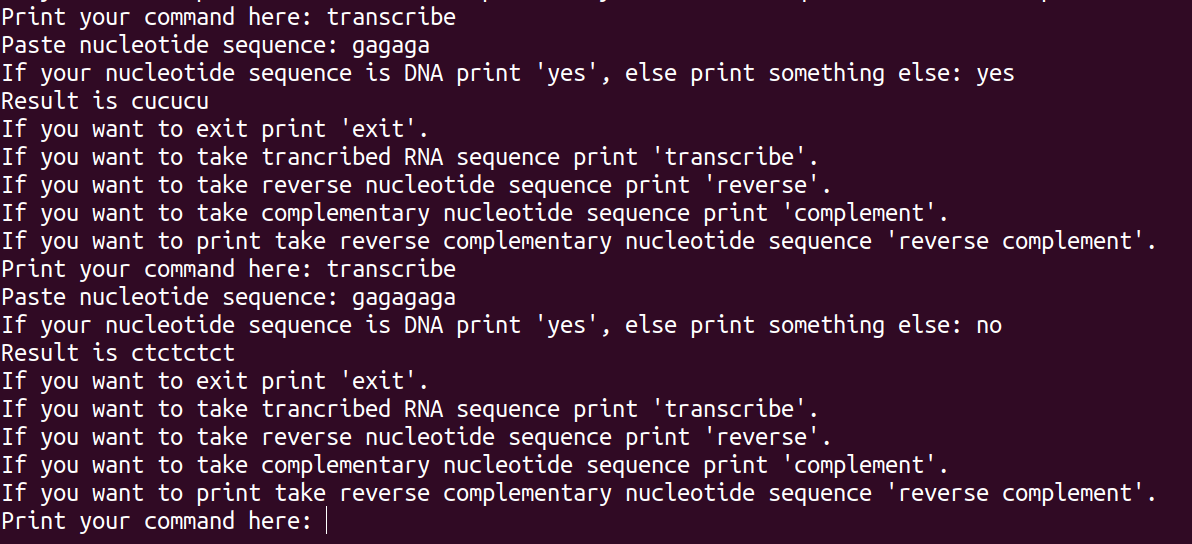 Print your command here: transcribe
Paste nucleotide sequence: gagaga
If your nucleotide sequence is DNA print 'yes', else print something else: yes
Result is cucucu
If you want to exit print 'exit'.
If you want to take trancribed RNA sequence print 'transcribe'.
If you want to take reverse nucleotide sequence print 'reverse'.
If you want to take complementary nucleotide sequence print 'complement'.
If you want to print take reverse complementary nucleotide sequence 'reverse complement'.
Print your command here: transcribe
Paste nucleotide sequence: gagagaga
If your nucleotide sequence is DNA print 'yes', else print something else: no
Result is ctctctct
If you want to exit print 'exit'.
If you want to take trancribed RNA sequence print 'transcribe'.
If you want to take reverse nucleotide sequence print 'reverse'.
If you want to take complementary nucleotide sequence print 'complement'.
If you want to print take reverse complementary nucleotide sequence 'reverse complement'.
Print your command here: